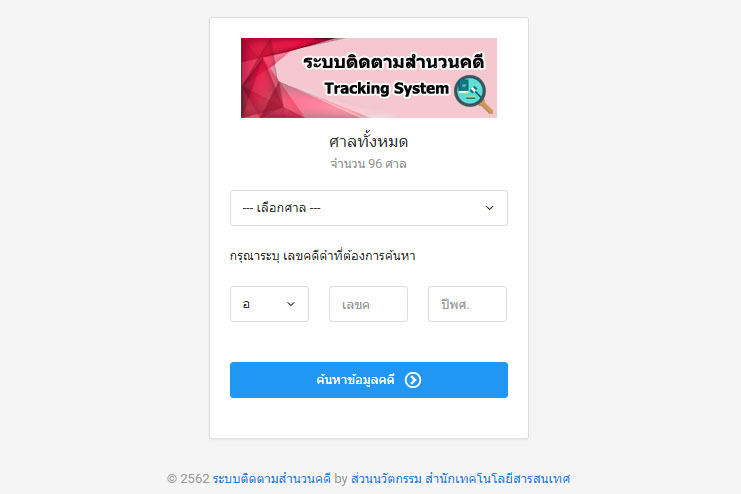 ระบบติดตามสำนวนคดี
Tracking System
ศาลทั้งหมด
จำนวน 96 ศาล
--- เลือกศาล ---
กรุณาระบุ เลขคดีดำที่ต้องการค้นหา
อ เลขค ปีพศ.
ค้นหาข้อมูลคดี
© 2562 ระบบติดตามสำนวนคดี by ส่วนนวัตกรรม สำนักเทคโนโลยีสารสนเทศ